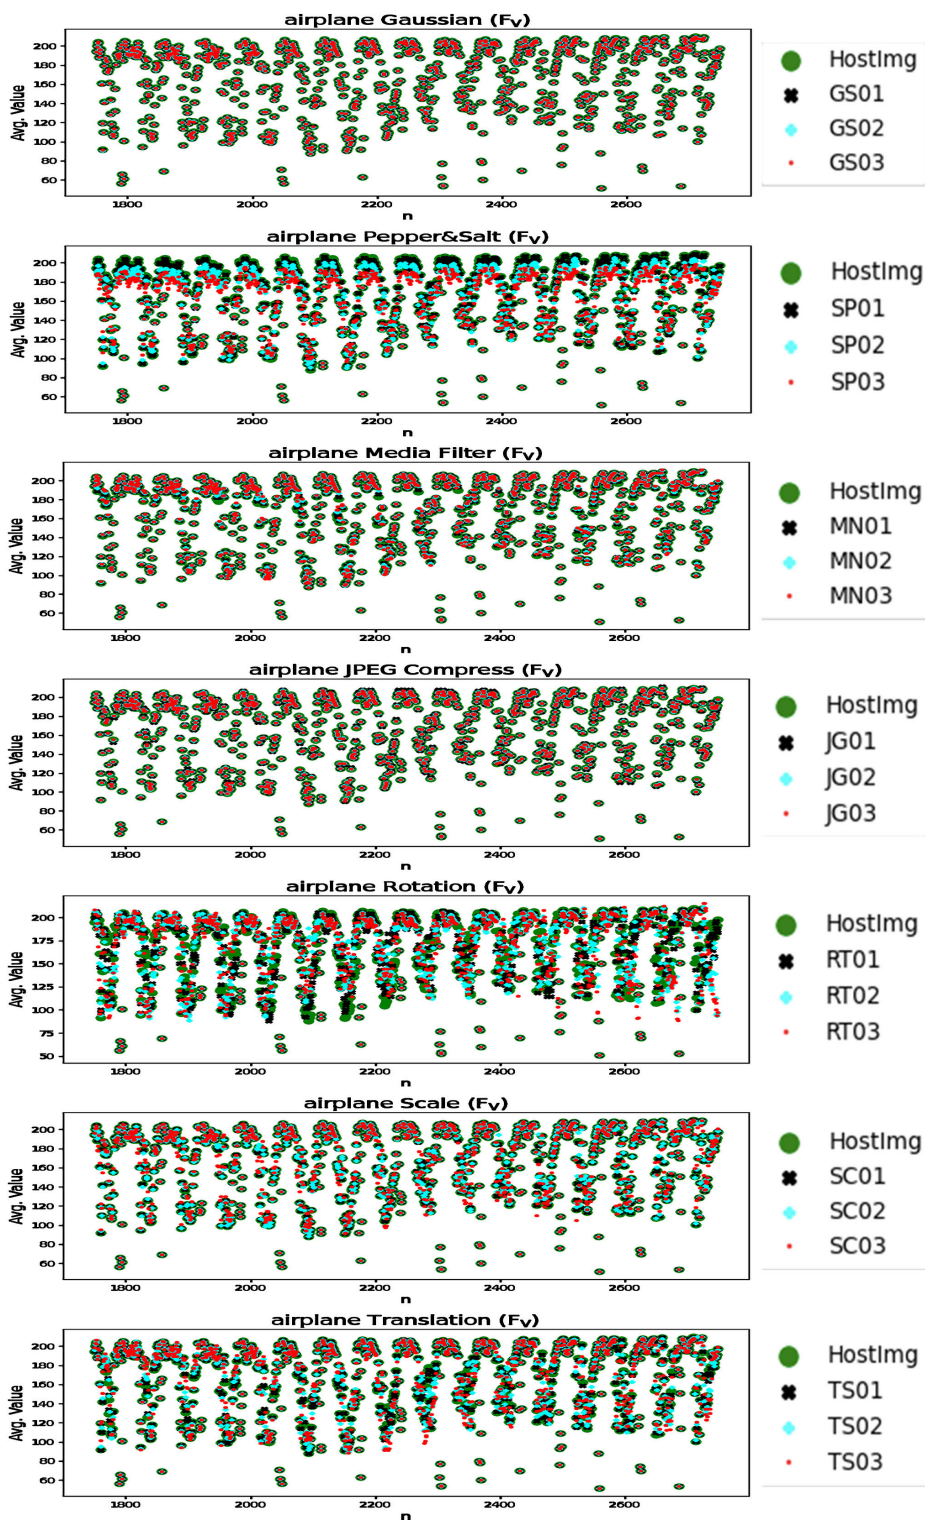 airplane Gaussian (Fv)
Avg. Value
200
180
160
140
120
100
80
60
1800
2000
2200
2400
2600
n
HostImg
GS01
GS02
GS03
airplane Pepper&Salt (Fv)
Avg. Value
200
180
160
140
120
100
80
60
1800
2000
2200
2400
2600
n
HostImg
SP01
SP02
SP03
airplane Media Filter (Fv)
Avg. Value
200
180
160
140
120
100
80
60
1800
2000
2200
2400
2600
n
HostImg
MN01
MN02
MN03
airplane JPEG Compress (Fv)
Avg. Value
200
180
160
140
120
100
80
60
1800
2000
2200
2400
2600
n
HostImg
JG01
JG02
JG03
airplane Rotation (Fv)
Avg. Value
200
175
150
125
100
75
50
1800
2000
2200
2400
2600
n
HostImg
RT01
RT02
RT03
airplane Scale (Fv)
Avg. Value
200
180
160
140
120
100
80
60
1800
2000
2200
2400
2600
n
HostImg
SC01
SC02
SC03
airplane Translation (Fv)
Avg. Value
200
180
160
140
120
100
80
60
1800
2000
2200
2400
2600
n
HostImg
TS01
TS02
TS03